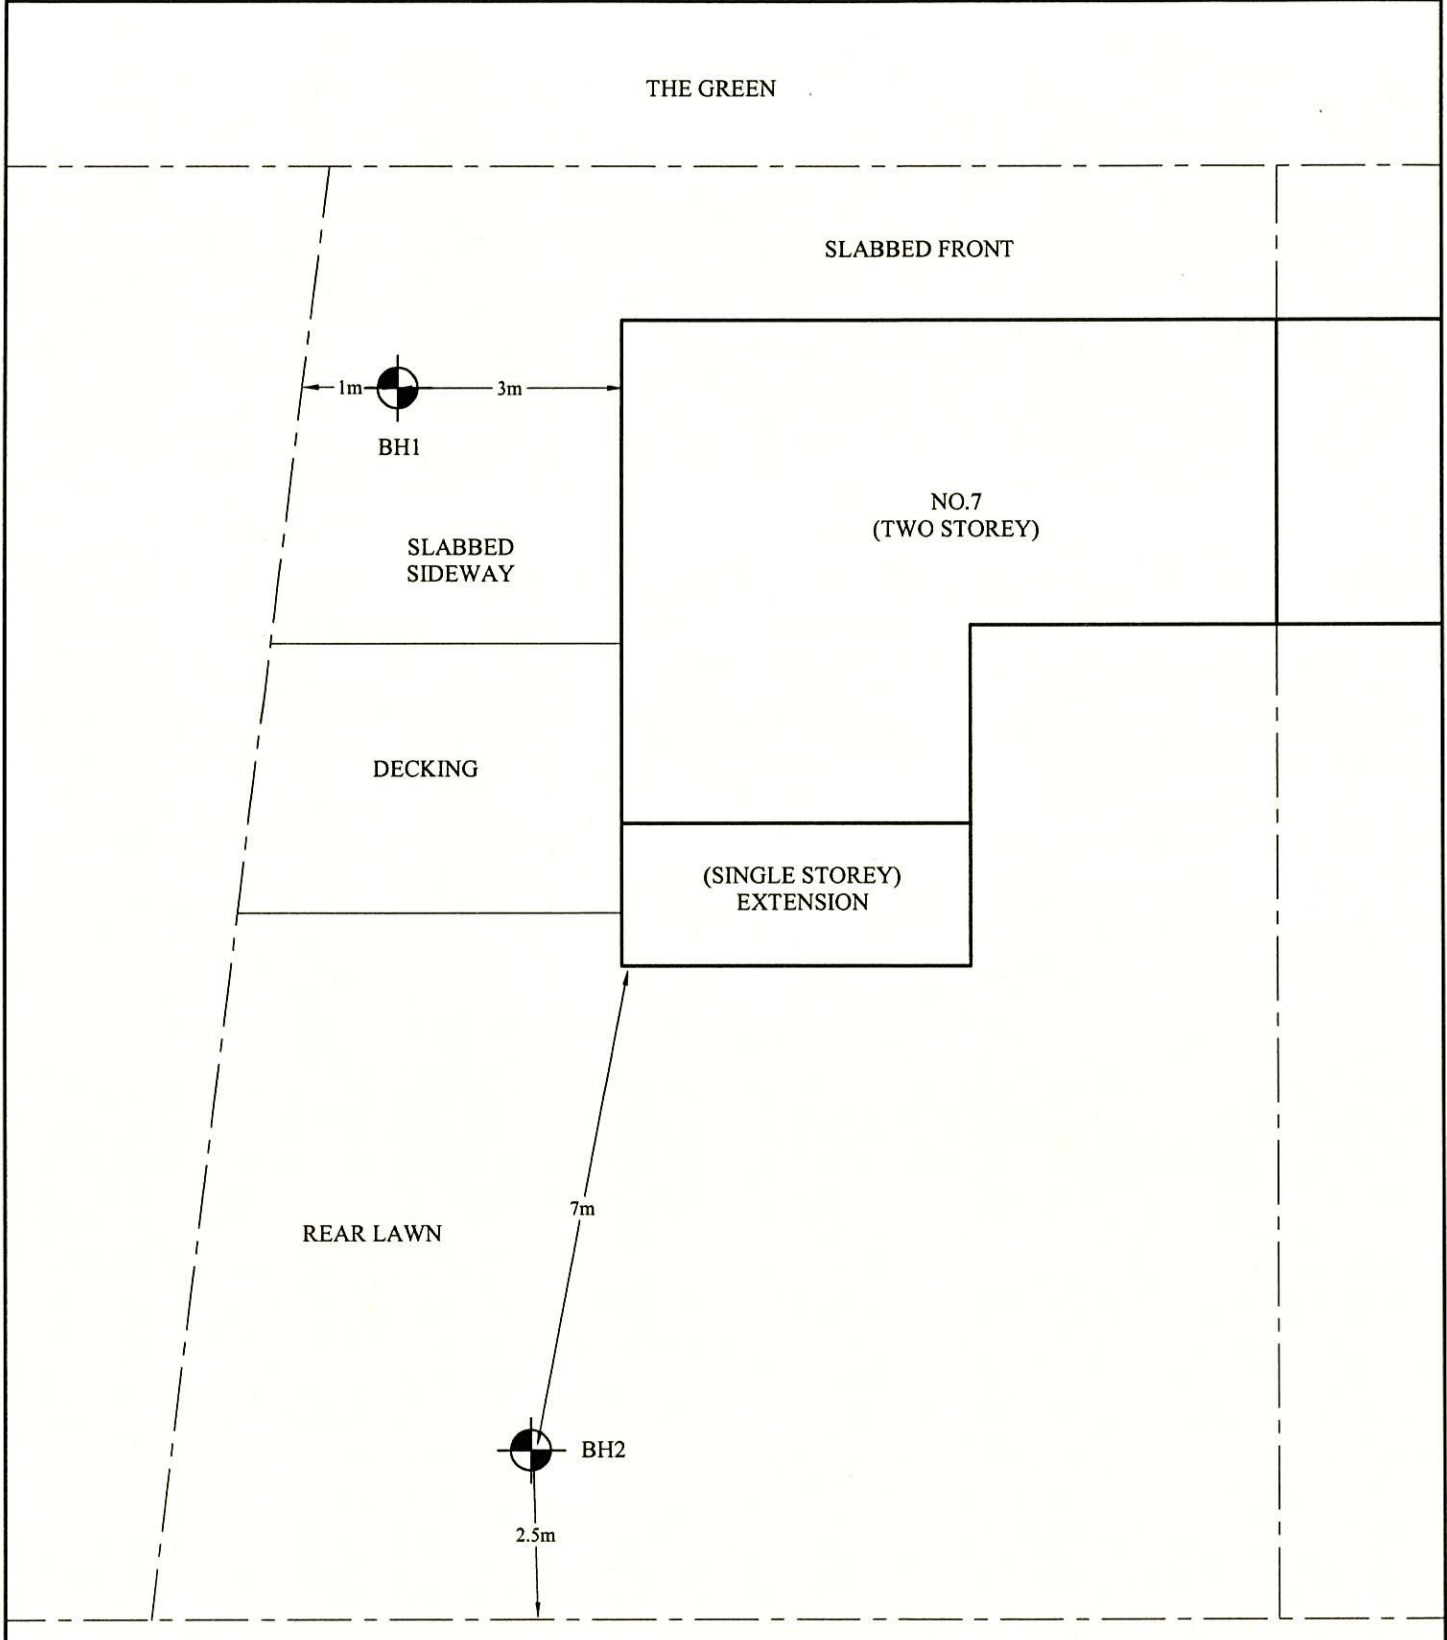 THE GREEN
SLABBED FRONT
1m
3m
BH1
NO.7
(TWO STOREY)
SLABBED
SIDEWAY
DECKING
(SINGLE STOREY)
EXTENSION
7m
REAR LAWN
BH2
2.5m